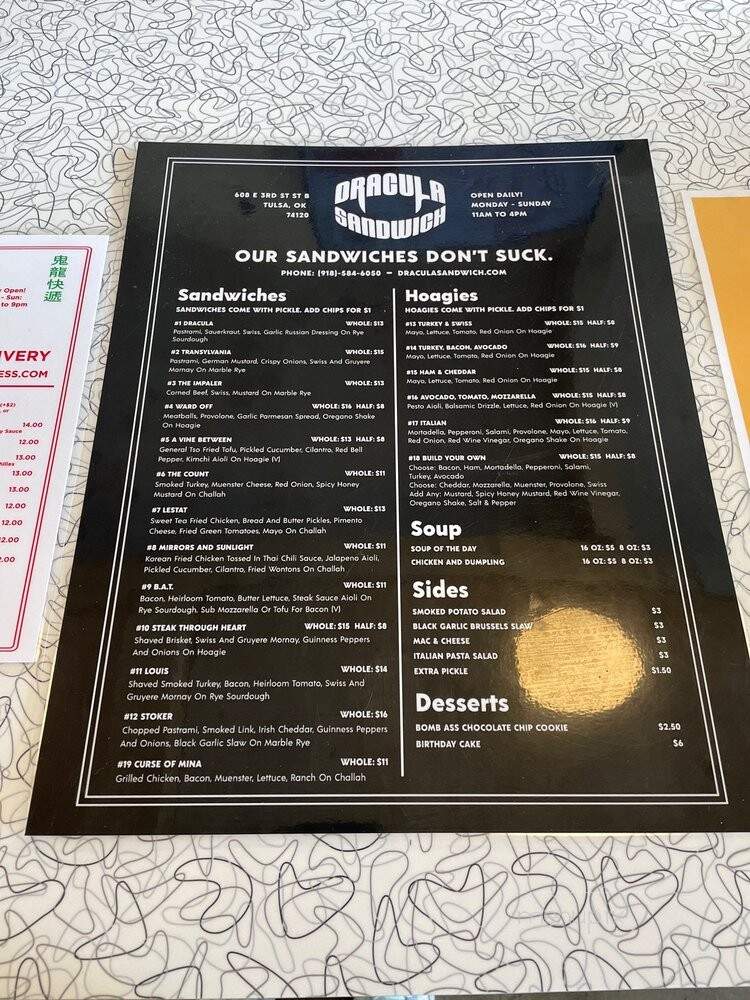 608 E 3RD ST ST B
TULSA, OK
74120
DRACULA
SANDWICH
OPEN DAILY!
MONDAY - SUNDAY
11AM TO 4PM
OUR SANDWICHES DON'T SUCK.
PHONE: (918)-584-6050 – DRACULASANDWICH.COM
Sandwiches
SANDWICHES COME WITH PICKLE. ADD CHIPS FOR $1
#1 DRACULA WHOLE: $13
Pastrami, Sauerkraut, Swiss, Garlic Russian Dressing On Rye
Sourdough
#2 TRANSYLVANIA WHOLE: $15
Pastrami, German Mustard, Crispy Onions, Swiss And Gruyere
Mornay On Marble Rye
#3 THE IMPALER WHOLE: $13
Corned Beef, Swiss, Mustard On Marble Rye
#4 WARD OFF WHOLE: $16 HALF: $8
Meatballs, Provolone, Garlic Parmesan Spread, Oregano Shake
On Hoagie
#5 A VINE BETWEEN WHOLE: $13 HALF: $8
General Tso Fried Tofu, Pickled Cucumber, Cilantro, Red Bell
Pepper, Kimchi Aioli On Hoagie (V)
#6 THE COUNT WHOLE: $11
Smoked Turkey, Muenster Cheese, Red Onion, Spicy Honey
Mustard On Challah
#7 LESTAT WHOLE: $13
Sweet Tea Fried Chicken, Bread And Butter Pickles, Pimento
Cheese, Fried Green Tomatoes, Mayo On Challah
#8 MIRRORS AND SUNLIGHT WHOLE: $11
Korean Fried Chicken Tossed In Thai Chili Sauce, Jalapeno Aioli,
Pickled Cucumber, Cilantro, Fried Wontons On Challah
#9 B.A.T. WHOLE: $11
Bacon, Heirloom Tomato, Butter Lettuce, Steak Sauce Aioli On
Rye Sourdough. Sub Mozzarella Or Tofu For Bacon (V)
#10 STEAK THROUGH HEART WHOLE: $15 HALF: $8
Shaved Brisket, Swiss And Gruyere Mornay, Guinness Peppers
And Onions On Hoagie
#11 LOUIS WHOLE: $14
Shaved Smoked Turkey, Bacon, Heirloom Tomato, Swiss And
Gruyere Mornay On Rye Sourdough
#12 STOKER WHOLE: $16
Chopped Pastrami, Smoked Link, Irish Cheddar, Guinness Peppers
And Onions, Black Garlic Slaw On Marble Rye
#19 CURSE OF MINA WHOLE: $11
Grilled Chicken, Bacon, Muenster, Lettuce, Ranch On Challah
Hoagies
HOAGIES COME WITH PICKLE. ADD CHIPS FOR $1
#13 TURKEY & SWISS WHOLE: $15 HALF: $8
Mayo, Lettuce, Tomato, Red Onion On Hoagie
#14 TURKEY, BACON, AVOCADO WHOLE: $16 HALF: $9
Mayo, Lettuce, Tomato, Red Onion On Hoagie
#15 HAM & CHEDDAR WHOLE: $15 HALF: $8
Mayo, Lettuce, Tomato, Red Onion On Hoagie
#16 AVOCADO, TOMATO, MOZZARELLA WHOLE: $15 HALF: $8
Pesto Aioli, Balsamic Drizzle, Lettuce, Red Onion On Hoagie (V)
#17 ITALIAN WHOLE: $16 HALF: $9
Mortadella, Pepperoni, Salami, Provolone, Mayo, Lettuce, Tomato,
Red Onion, Red Wine Vinegar, Oregano Shake On Hoagie
#18 BUILD YOUR OWN WHOLE: $15 HALF: $8
Choose: Bacon, Ham, Mortadella, Pepperoni, Salami,
Turkey, Avocado
Choose: Cheddar, Mozzarella, Muenster, Provolone, Swiss
Add Any: Mustard, Spicy Honey Mustard, Red Wine Vinegar,
Oregano Shake, Salt & Pepper
Soup
SOUP OF THE DAY 16 OZ: $5 8 OZ: $3
CHICKEN AND DUMPLING 16 OZ: $5 8 OZ: $3
Sides
SMOKED POTATO SALAD $3
BLACK GARLIC BRUSSELS SLAW $3
MAC & CHEESE $3
ITALIAN PASTA SALAD $3
EXTRA PICKLE $1.50
Desserts
BOMB ASS CHOCOLATE CHIP COOKIE $2.50
BIRTHDAY CAKE $6
鬼龍快遞
Open!
- Sun:
to 9pm
VERY
ESS.COM
(+$2)
or
14.00
Sauce
12.00
13.00
13.00
13.00
12.00
12.00